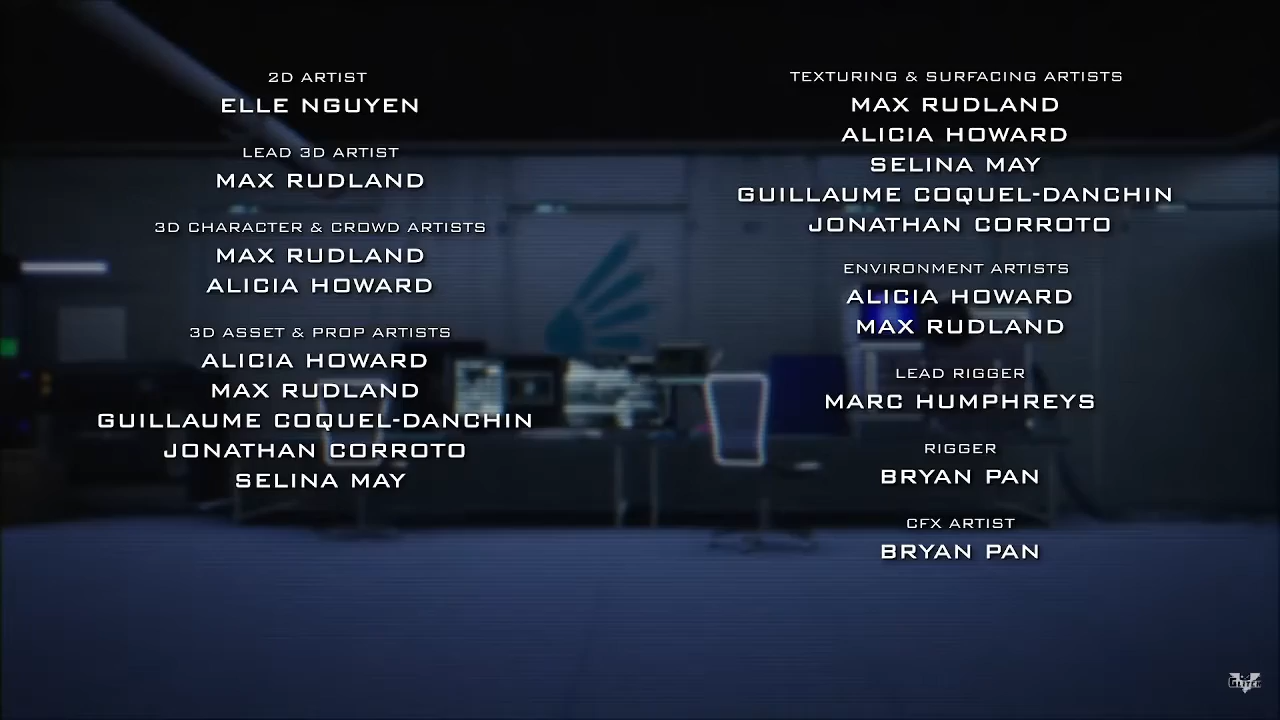 2D ARTIST
ELLE NGUYEN
LEAD 3D ARTIST
MAX RUDLAND
3D CHARACTER & CROWD ARTISTS
MAX RUDLAND
ALICIA HOWARD
3D ASSET & PROP ARTISTS
ALICIA HOWARD
MAX RUDLAND
GUILLAUME COQUEL-DANCHIN
JONATHAN CORROTO
SELINA MAY
TEXTURING & SURFACING ARTISTS
MAX RUDLAND
ALICIA HOWARD
SELINA MAY
GUILLAUME COQUEL-DANCHIN
JONATHAN CORROTO
ENVIRONMENT ARTISTS
ALICIA HOWARD
MAX RUDLAND
LEAD RIGGER
MARC HUMPHREYS
RIGGER
BRYAN PAN
CFX ARTIST
BRYAN PAN
GLITCH